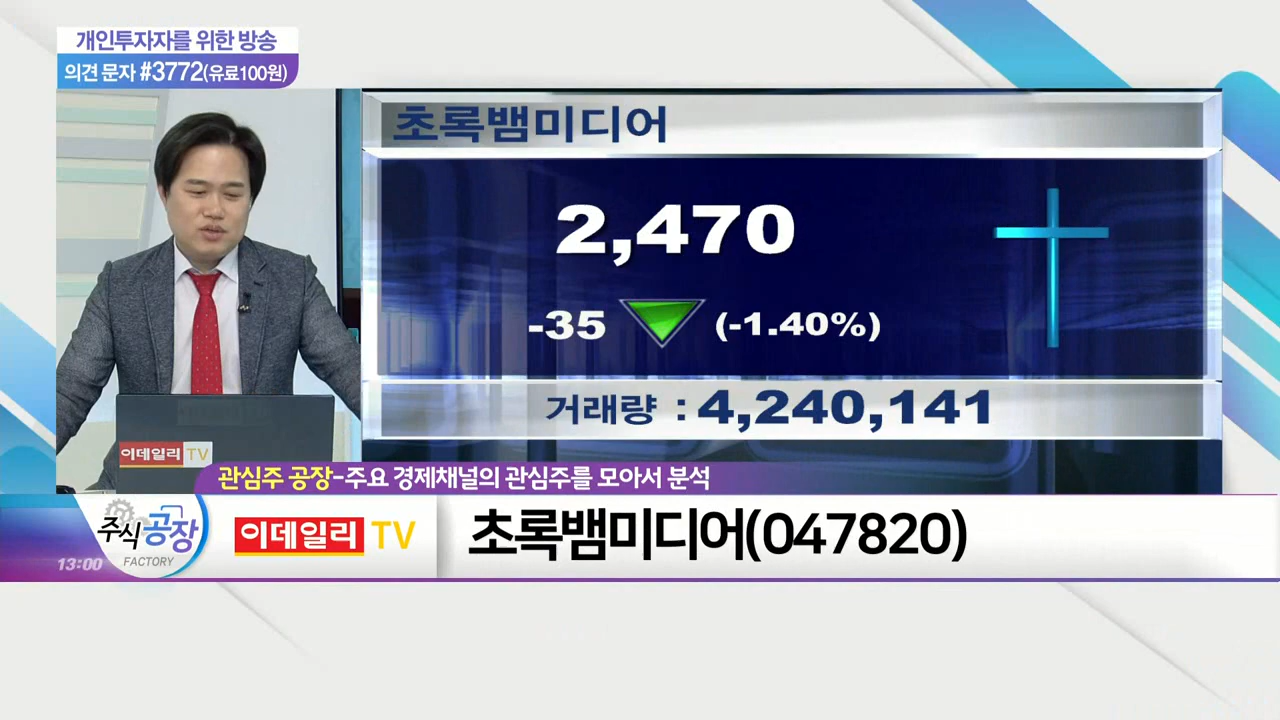 개인투자자를 위한 방송
의견 문자 #3772(유료100원)
초록뱀미디어
2,470
-35 (-1.40%)
거래량 : 4,240,141
이데일리 TV
관심주 공장-주요 경제채널의 관심주를 모아서 분석
주식공장
FACTORY
13:00
이데일리 TV
초록뱀미디어(047820)